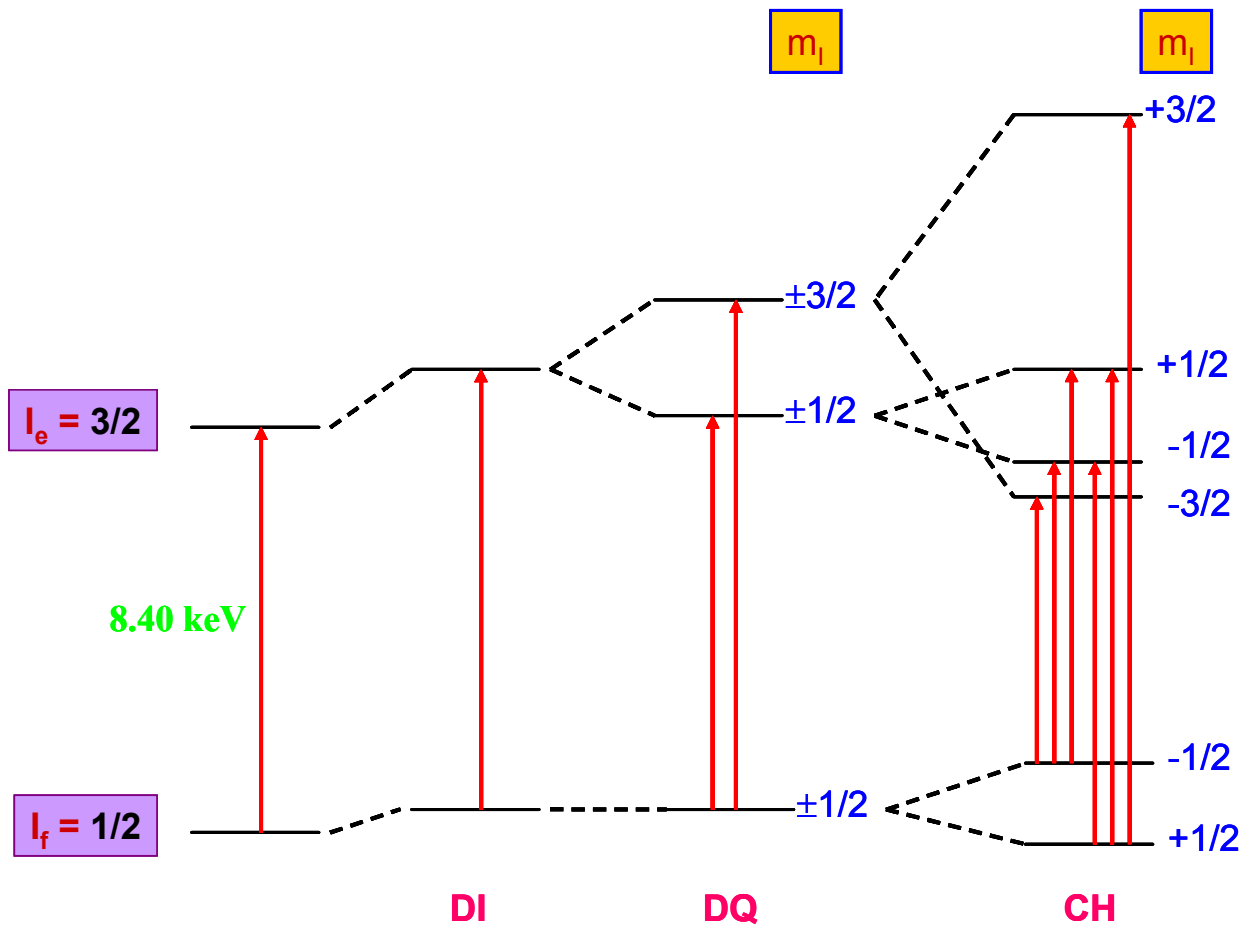 m_I
m_I
+3/2
±3/2
+1/2
I_e = 3/2
±1/2
-1/2
-3/2
8.40 keV
-1/2
I_f = 1/2
±1/2
+1/2
DI
DQ
CH